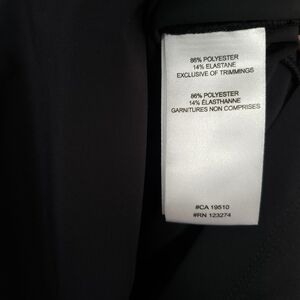 86% POLYESTER
14% ELASTANE
EXCLUSIVE OF TRIMMINGS
86% POLYESTER
14% ÉLASTHANNE
GARNITURES NON COMPRISES
#CA 19510
#RN 123274